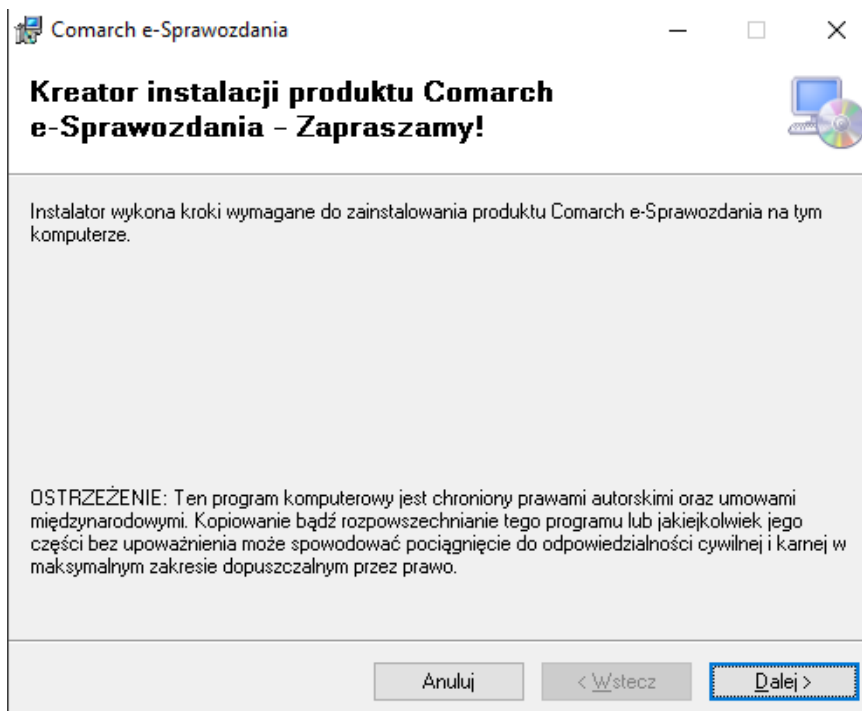 Comarch e-Sprawozdania
Kreator instalacji produktu Comarch
e-Sprawozdania - Zapraszamy!
Instalator wykona kroki wymagane do zainstalowania produktu Comarch e-Sprawozdania na tym
komputerze.
OSTRZEŻENIE: Ten program komputerowy jest chroniony prawami autorskimi oraz umowami
międzynarodowymi. Kopiowanie bądź rozpowszechnianie tego programu lub jakiejkolwiek jego
części bez upoważnienia może spowodować pociągnięcie do odpowiedzialności cywilnej i karnej w
maksymalnym zakresie dopuszczalnym przez prawo.
Anuluj < Wstecz Dalej >